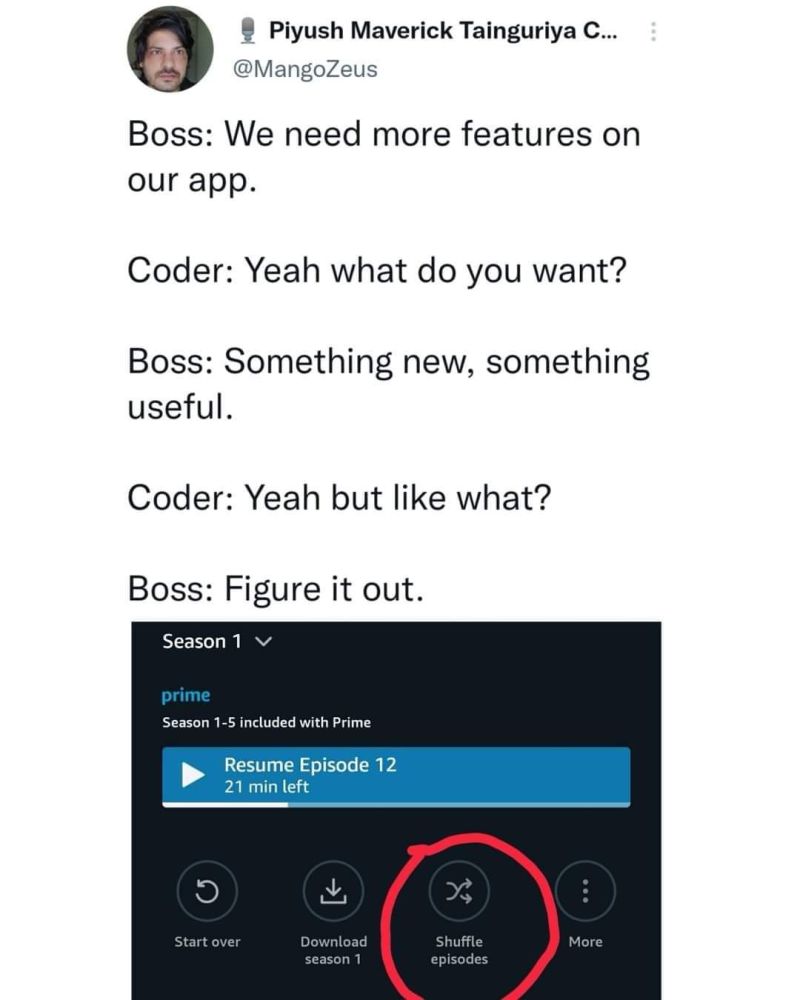 🎙️ Piyush Maverick Tainguriya C...
@MangoZeus
Boss: We need more features on
our app.
Coder: Yeah what do you want?
Boss: Something new, something
useful.
Coder: Yeah but like what?
Boss: Figure it out.
Season 1
prime
Season 1-5 included with Prime
Resume Episode 12
21 min left
Start over
Download
season 1
Shuffle
episodes
More